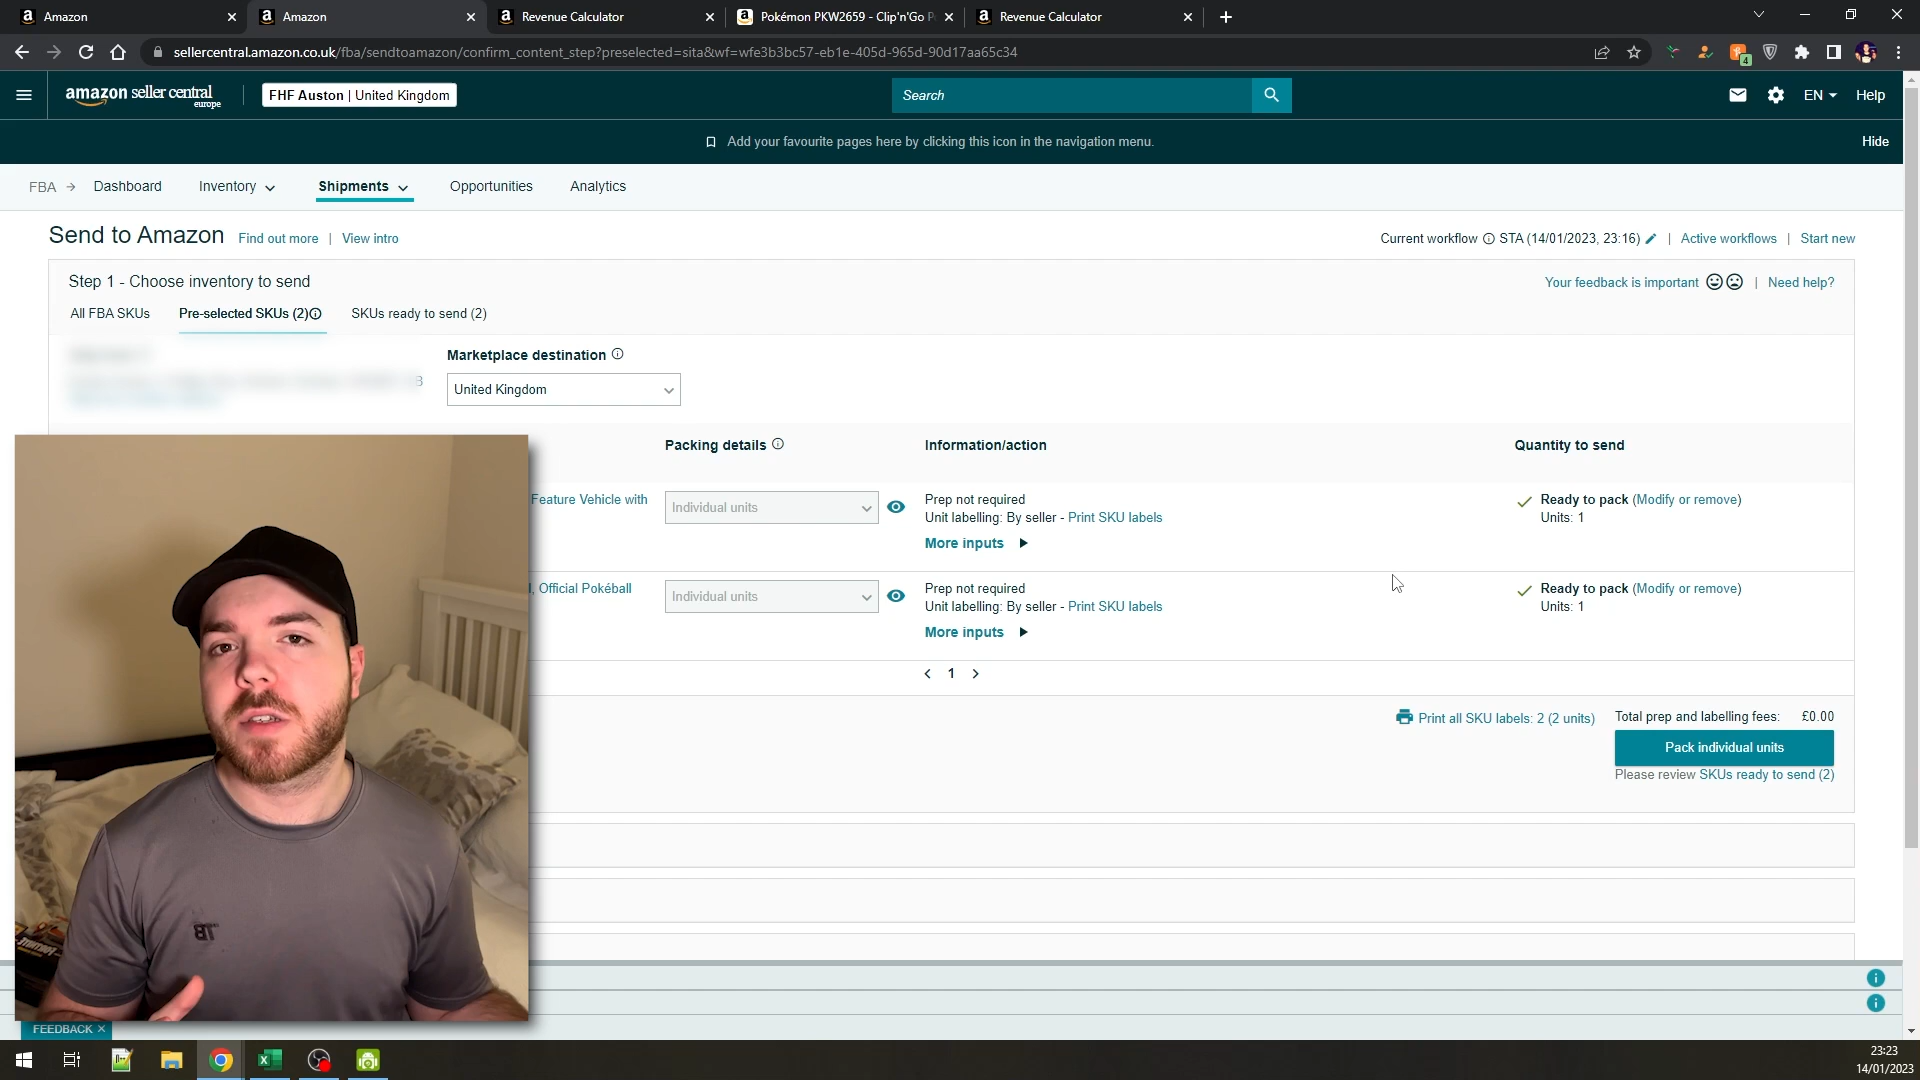 Amazon
Amazon
Revenue Calculator
Pokémon PKW2659 - Clip'n'Go P
Revenue Calculator
sellercentral.amazon.co.uk/fba/sendtoamazon/confirm_content_step?preselected=sita&wf=wfe3b3bc57-eb1e-405d-965d-90d17aa65c34
4
amazon seller central
europe
FHF Auston | United Kingdom
Search
EN
Help
Add your favourite pages here by clicking this icon in the navigation menu.
Hide
FBA
Dashboard
Inventory
Shipments
Opportunities
Analytics
Send to Amazon
Find out more | View intro
Current workflow STA (14/01/2023, 23:16) | Active workflows | Start new
Step 1 - Choose inventory to send
Your feedback is important | Need help?
All FBA SKUs
Pre-selected SKUs (2)
SKUs ready to send (2)
Marketplace destination
United Kingdom
Packing details
Information/action
Quantity to send
Feature Vehicle with
Individual units
Prep not required
Unit labelling: By seller - Print SKU labels
More inputs
Ready to pack (Modify or remove)
Units: 1
, Official Pokéball
Individual units
Prep not required
Unit labelling: By seller - Print SKU labels
More inputs
Ready to pack (Modify or remove)
Units: 1
1
Print all SKU labels: 2 (2 units)
Total prep and labelling fees: £0.00
Pack individual units
Please review SKUs ready to send (2)
FEEDBACK
23:23
14/01/2023